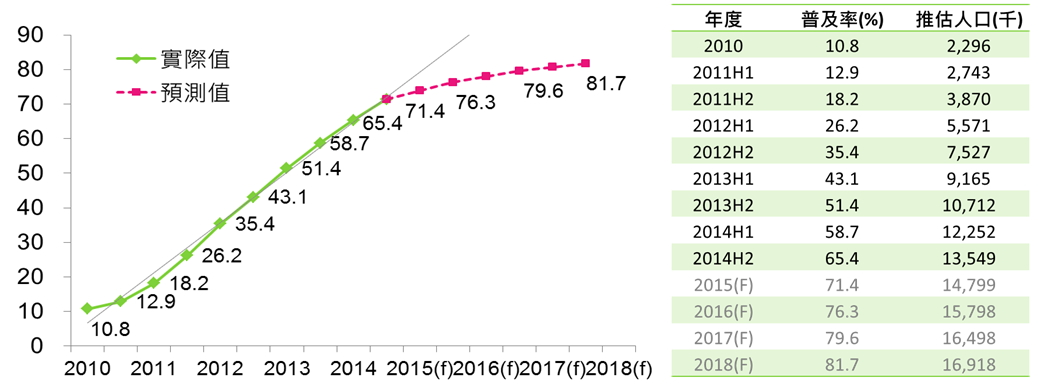 90
80
70
60
50
40
30
20
10
0
實際值
預測值
10.8
12.9
18.2
26.2
35.4
43.1
51.4
58.7
65.4
71.4
76.3
79.6
81.7
2010 2011 2012 2013 2014 2015(f) 2016(f) 2017(f) 2018(f)
年度 普及率(%) 推估人口(千)
2010 10.8 2,296
2011H1 12.9 2,743
2011H2 18.2 3,870
2012H1 26.2 5,571
2012H2 35.4 7,527
2013H1 43.1 9,165
2013H2 51.4 10,712
2014H1 58.7 12,252
2014H2 65.4 13,549
2015(F) 71.4 14,799
2016(F) 76.3 15,798
2017(F) 79.6 16,498
2018(F) 81.7 16,918